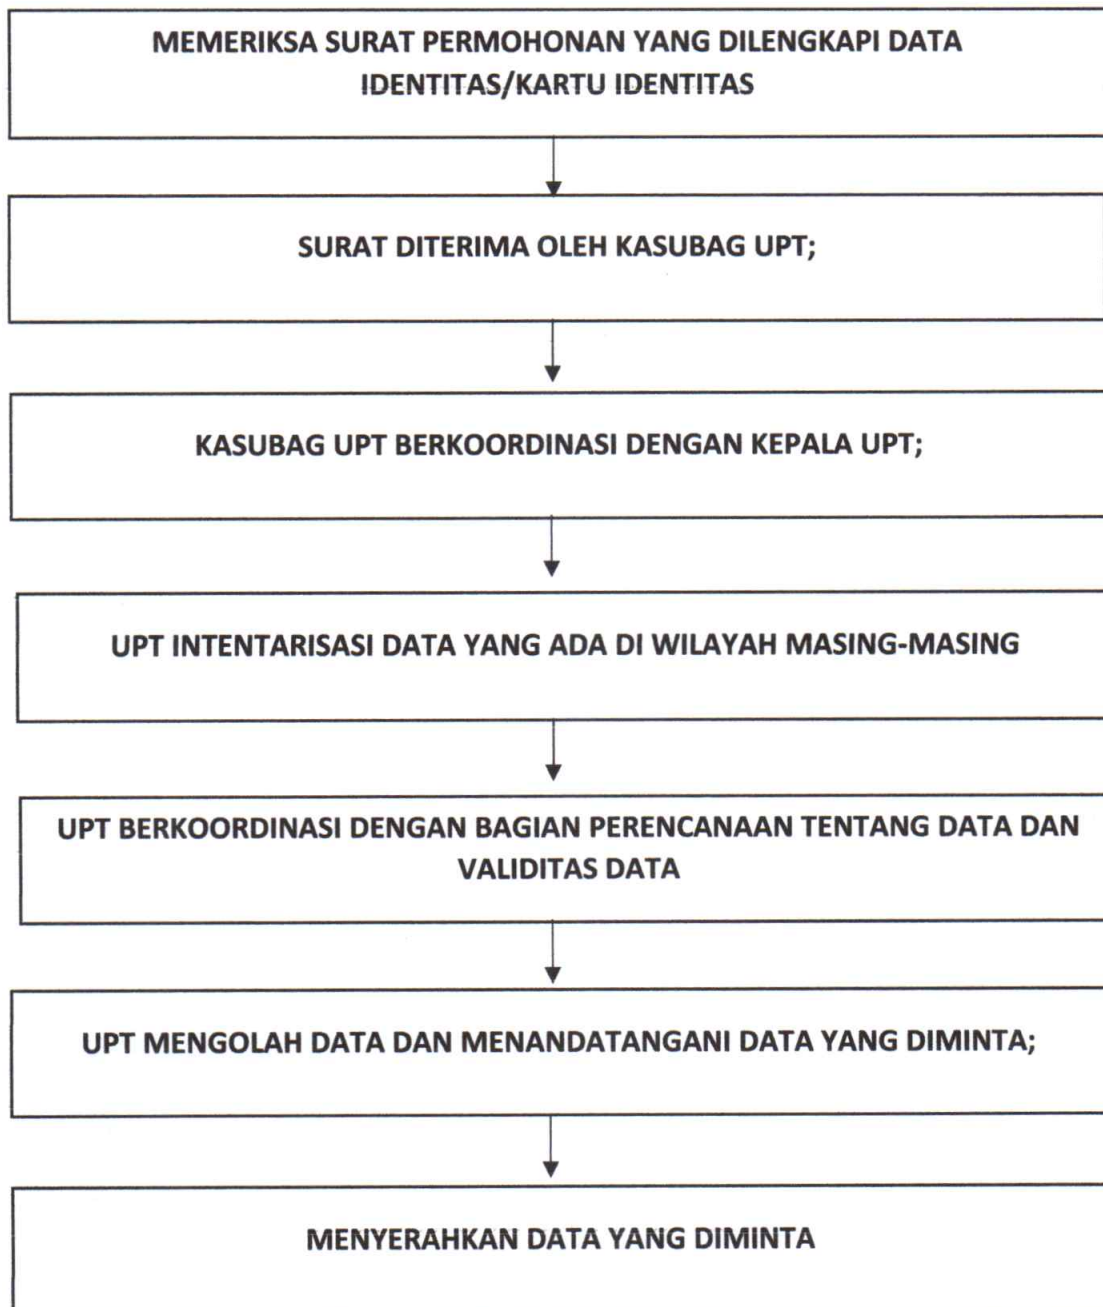 MEMERIKSA SURAT PERMOHONAN YANG DILENGKAPI DATA
IDENTITAS/KARTU IDENTITAS
SURAT DITERIMA OLEH KASUBAG UPT;
KASUBAG UPT BERKOORDINASI DENGAN KEPALA UPT;
UPT INTENTARISASI DATA YANG ADA DI WILAYAH MASING-MASING
UPT BERKOORDINASI DENGAN BAGIAN PERENCANAAN TENTANG DATA DAN
VALIDITAS DATA
UPT MENGOLAH DATA DAN MENANDATANGANI DATA YANG DIMINTA;
MENYERAHKAN DATA YANG DIMINTA